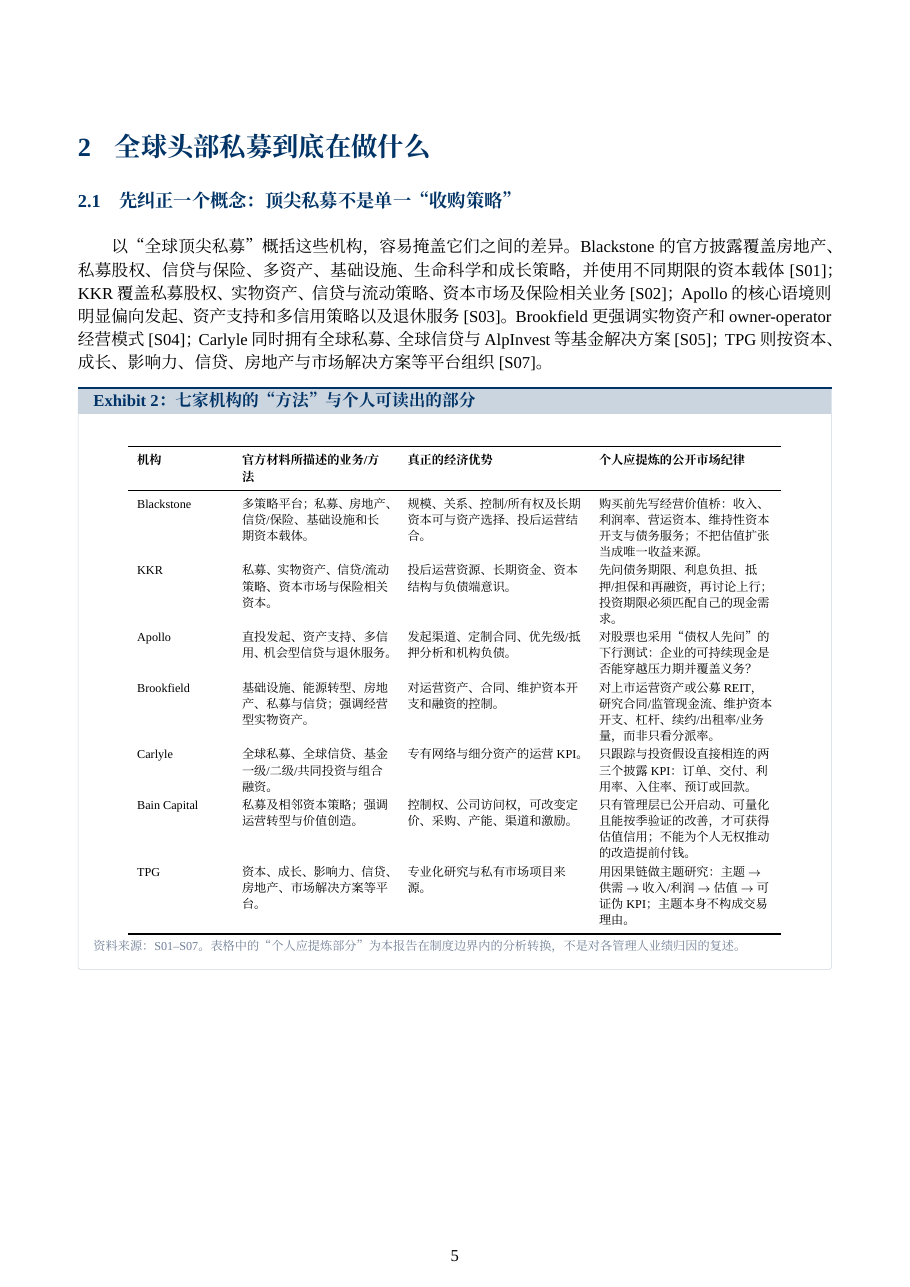 2 全球头部私募到底在做什么
2.1 先纠正一个概念：顶尖私募不是单一“收购策略”
以“全球顶尖私募”概括这些机构，容易掩盖它们之间的差异。Blackstone 的官方披露覆盖房地产、
私募股权、信贷与保险、多资产、基础设施、生命科学和成长策略，并使用不同期限的资本载体 [S01]；
KKR 覆盖私募股权、实物资产、信贷与流动策略、资本市场及保险相关业务 [S02]；Apollo 的核心语境则
明显偏向发起、资产支持和多信用策略以及退休服务 [S03]。Brookfield 更强调实物资产和 owner-operator
经营模式 [S04]；Carlyle 同时拥有全球私募、全球信贷与 AlpInvest 等基金解决方案 [S05]；TPG 则按资本、
成长、影响力、信贷、房地产与市场解决方案等平台组织 [S07]。
Exhibit 2：七家机构的“方法”与个人可读出的部分
机构
官方材料所描述的业务/方
法
真正的经济优势
个人应提炼的公开市场纪律
Blackstone
多策略平台；私募、房地产、
信贷/保险、基础设施和长
期资本载体。
规模、关系、控制/所有权及长期
资本可与资产选择、投后运营结
合。
购买前先写经营价值桥：收入、
利润率、营运资本、维持性资本
开支与债务服务；不把估值扩张
当成唯一收益来源。
KKR
私募、实物资产、信贷/流动
策略、资本市场与保险相关
资本。
投后运营资源、长期资金、资本
结构与负债端意识。
先问债务期限、利息负担、抵
押/担保和再融资，再讨论上行；
投资期限必须匹配自己的现金需
求。
Apollo
直投发起、资产支持、多信
用、机会型信贷与退休服务。
发起渠道、定制合同、优先级/抵
押分析和机构负债。
对股票也采用“债权人先问”的
下行测试：企业的可持续现金是
否能穿越压力期并覆盖义务？
Brookfield
基础设施、能源转型、房地
产、私募与信贷；强调经营
型实物资产。
对运营资产、合同、维护资本开
支和融资的控制。
对上市运营资产或公募 REIT，
研究合同/监管现金流、维护资本
开支、杠杆、续约/出租率/业务
量，而非只看分派率。
Carlyle
全球私募、全球信贷、基金
一级/二级/共同投资与组合
融资。
专有网络与细分资产的运营 KPI。
只跟踪与投资假设直接相连的两
三个披露 KPI：订单、交付、利
用率、入住率、预订或回款。
Bain Capital
私募及相邻资本策略；强调
运营转型与价值创造。
控制权、公司访问权，可改变定
价、采购、产能、渠道和激励。
只有管理层已公开启动、可量化
且能按季验证的改善，才可获得
估值信用；不能为个人无权推动
的改造提前付钱。
TPG
资本、成长、影响力、信贷、
房地产、市场解决方案等平
台。
专业化研究与私有市场项目来
源。
用因果链做主题研究：主题 →
供需 → 收入/利润 → 估值 → 可
证伪 KPI；主题本身不构成交易
理由。
资料来源：S01–S07。表格中的“个人应提炼部分”为本报告在制度边界内的分析转换，不是对各管理人业绩归因的复述。
5